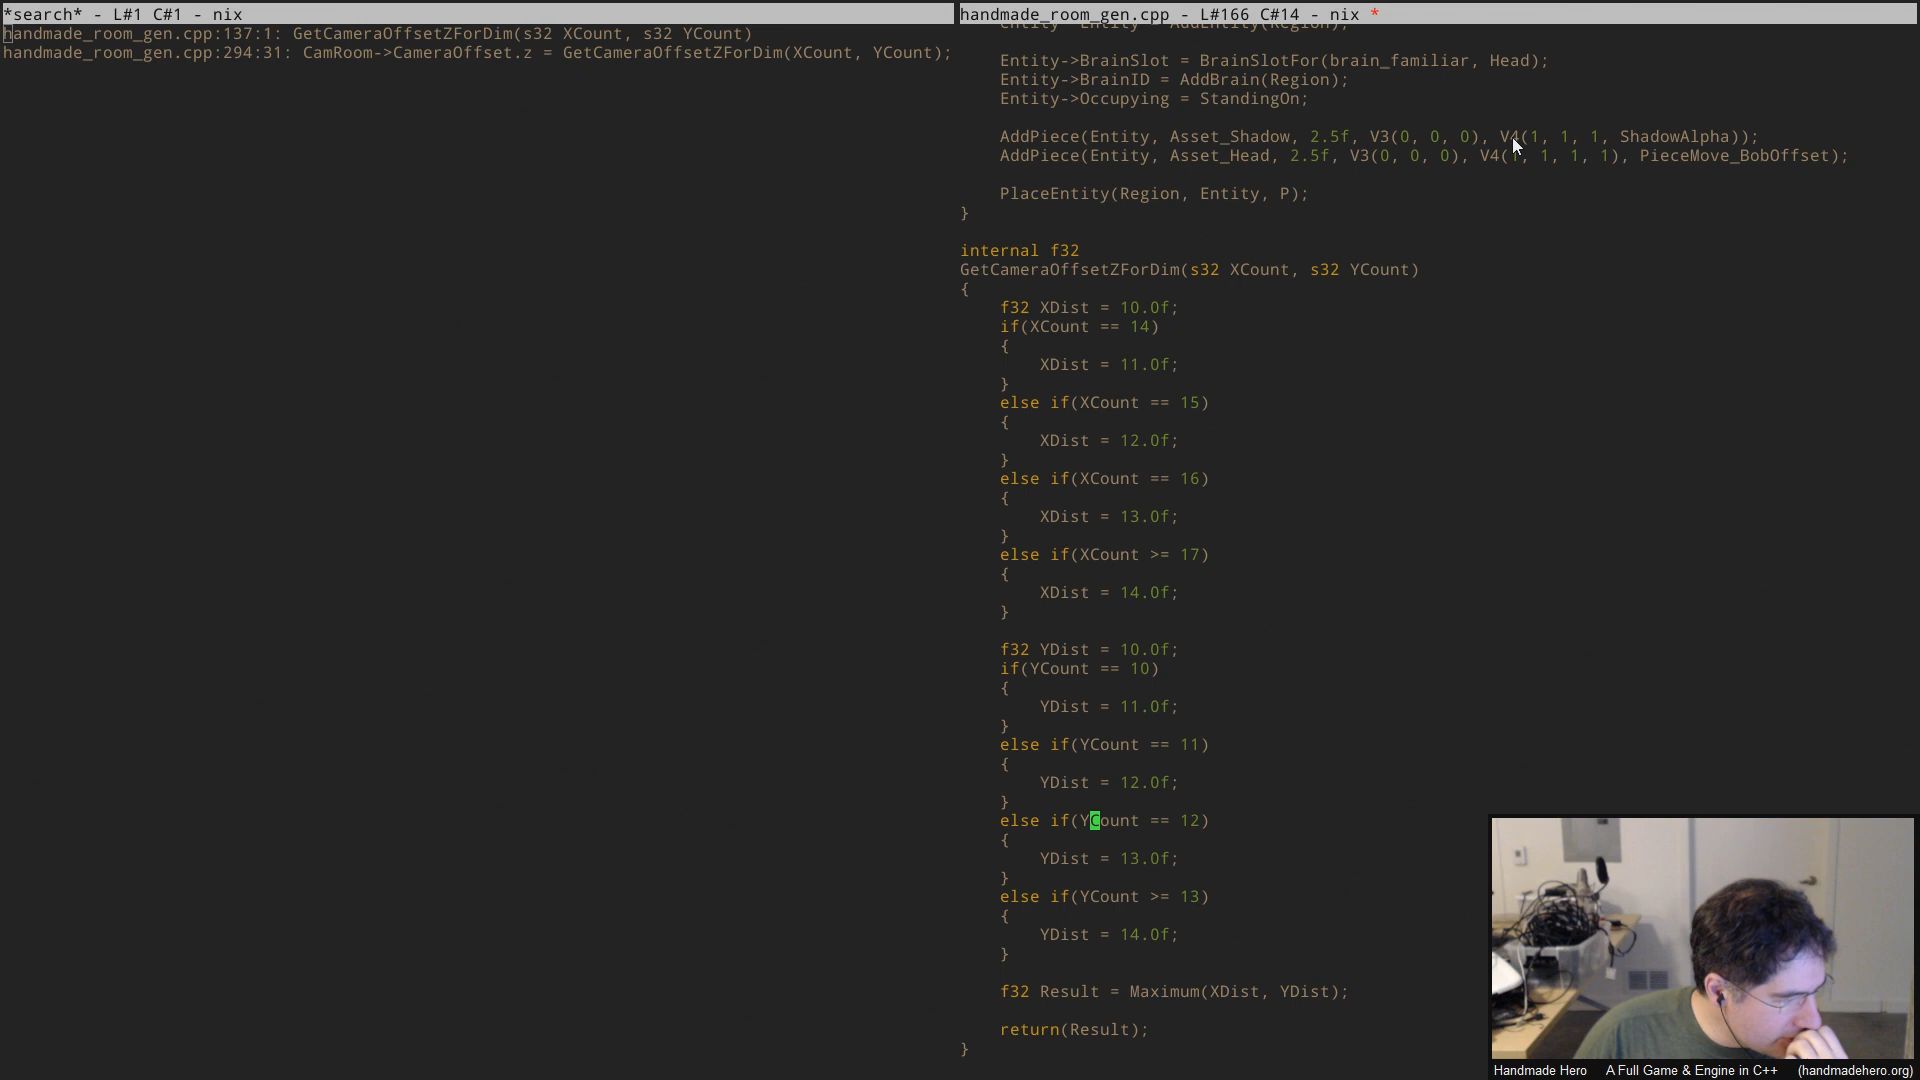 *search* - L#1 C#1 - nix
handmade_room_gen.cpp:137:1: GetCameraOffsetZForDim(s32 XCount, s32 YCount)
handmade_room_gen.cpp:294:31: CamRoom->CameraOffset.z = GetCameraOffsetZForDim(XCount, YCount);
handmade_room_gen.cpp - L#166 C#14 - nix *
Entity->BrainSlot = BrainSlotFor(brain_familiar, Head);
Entity->BrainID = AddBrain(Region);
Entity->Occupying = StandingOn;
AddPiece(Entity, Asset_Shadow, 2.5f, V3(0, 0, 0), V4(1, 1, 1, ShadowAlpha));
AddPiece(Entity, Asset_Head, 2.5f, V3(0, 0, 0), V4(1, 1, 1, 1), PieceMove_BobOffset);
PlaceEntity(Region, Entity, P);
}
internal f32
GetCameraOffsetZForDim(s32 XCount, s32 YCount)
{
f32 XDist = 10.0f;
if(XCount == 14)
{
XDist = 11.0f;
}
else if(XCount == 15)
{
XDist = 12.0f;
}
else if(XCount == 16)
{
XDist = 13.0f;
}
else if(XCount >= 17)
{
XDist = 14.0f;
}
f32 YDist = 10.0f;
if(YCount == 10)
{
YDist = 11.0f;
}
else if(YCount == 11)
{
YDist = 12.0f;
}
else if(YCount == 12)
{
YDist = 13.0f;
}
else if(YCount >= 13)
{
YDist = 14.0f;
}
f32 Result = Maximum(XDist, YDist);
return(Result);
}
Handmade Hero A Full Game & Engine in C++ (handmadehero.org)